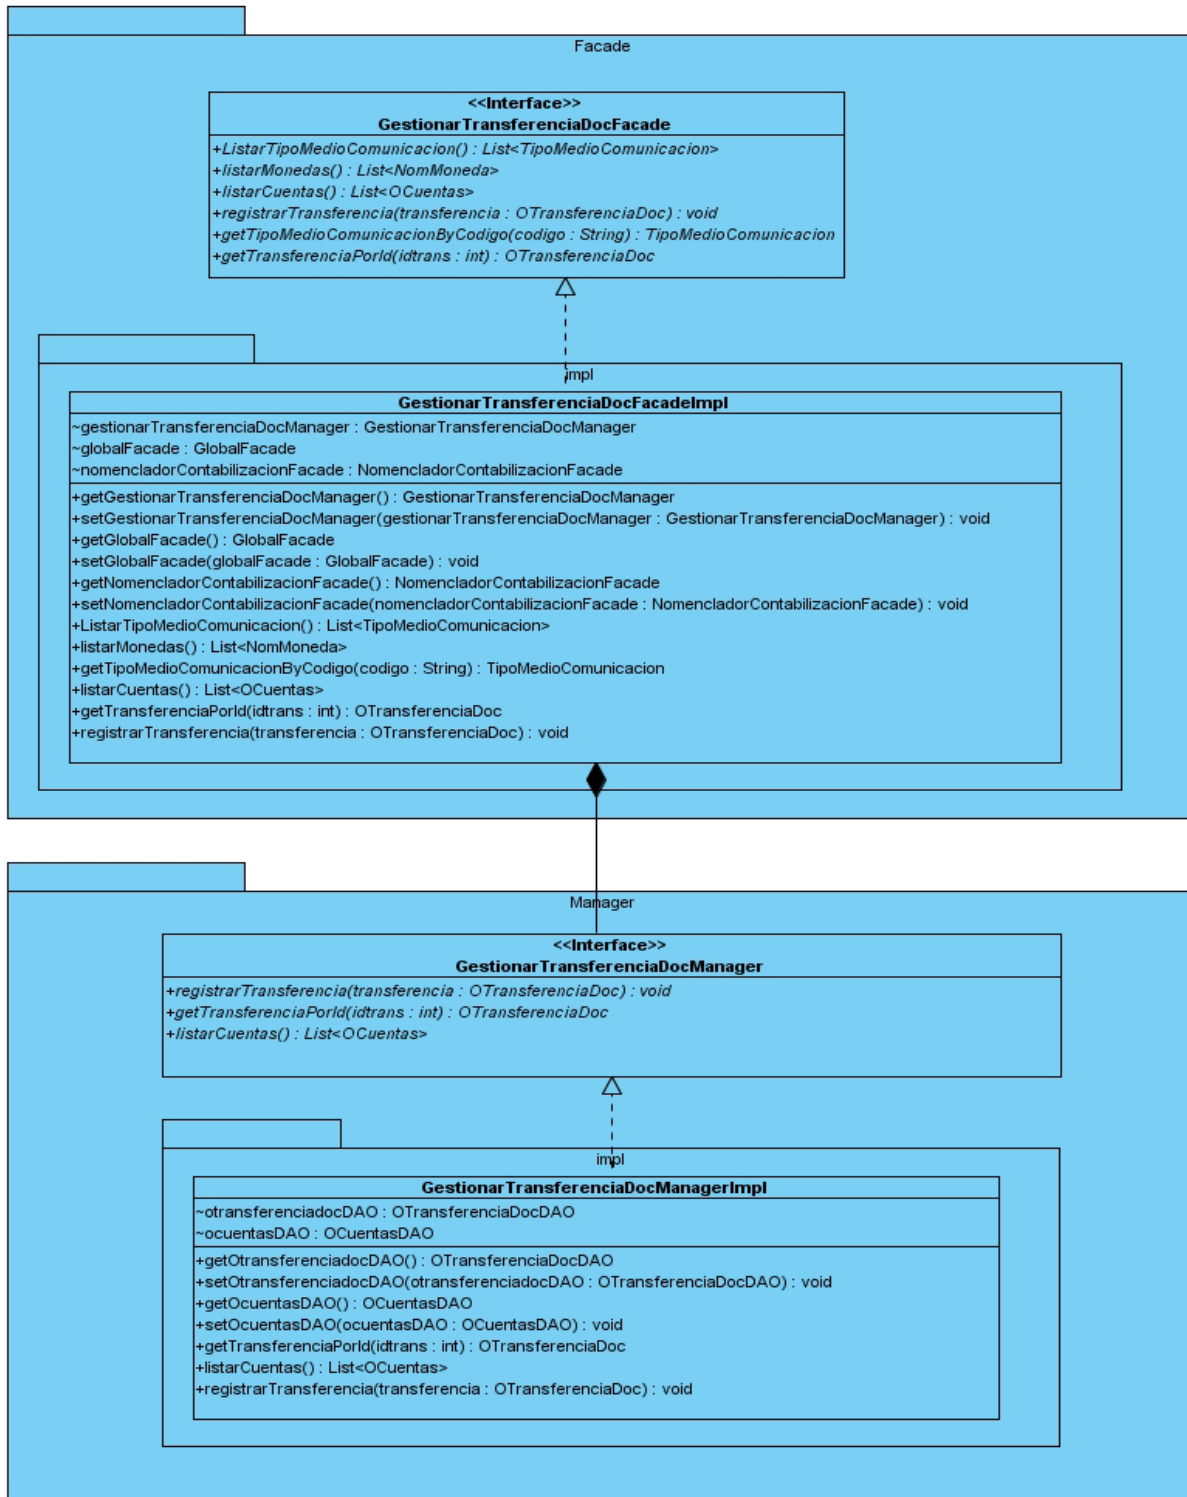 Facade
<<Interface>>
GestionarTransferenciaDocFacade
+ListarTipoMedioComunicacion() : List<TipoMedioComunicacion>
+listarMonedas() : List<NomMoneda>
+listarCuentas() : List<OCuentas>
+registrarTransferencia(transferencia : OTransferenciaDoc) : void
+getTipoMedioComunicacionByCodigo(codigo : String) : TipoMedioComunicacion
+getTransferenciaPorId(idtrans : int) : OTransferenciaDoc
impl
GestionarTransferenciaDocFacadeImpl
~gestionarTransferenciaDocManager : GestionarTransferenciaDocManager
~globalFacade : GlobalFacade
~nomencladorContabilizacionFacade : NomencladorContabilizacionFacade
+getGestionarTransferenciaDocManager() : GestionarTransferenciaDocManager
+setGestionarTransferenciaDocManager(gestionarTransferenciaDocManager : GestionarTransferenciaDocManager) : void
+getGlobalFacade() : GlobalFacade
+setGlobalFacade(globalFacade : GlobalFacade) : void
+getNomencladorContabilizacionFacade() : NomencladorContabilizacionFacade
+setNomencladorContabilizacionFacade(nomencladorContabilizacionFacade : NomencladorContabilizacionFacade) : void
+ListarTipoMedioComunicacion() : List<TipoMedioComunicacion>
+listarMonedas() : List<NomMoneda>
+getTipoMedioComunicacionByCodigo(codigo : String) : TipoMedioComunicacion
+listarCuentas() : List<OCuentas>
+getTransferenciaPorId(idtrans : int) : OTransferenciaDoc
+registrarTransferencia(transferencia : OTransferenciaDoc) : void
Manager
<<Interface>>
GestionarTransferenciaDocManager
+registrarTransferencia(transferencia : OTransferenciaDoc) : void
+getTransferenciaPorId(idtrans : int) : OTransferenciaDoc
+listarCuentas() : List<OCuentas>
impl
GestionarTransferenciaDocManagerImpl
~otransferenciadocDAO : OTransferenciaDocDAO
~ocuentasDAO : OCuentasDAO
+getOtransferenciadocDAO() : OTransferenciaDocDAO
+setOtransferenciadocDAO(otransferenciadocDAO : OTransferenciaDocDAO) : void
+getOcuentasDAO() : OCuentasDAO
+setOcuentasDAO(ocuentasDAO : OCuentasDAO) : void
+getTransferenciaPorId(idtrans : int) : OTransferenciaDoc
+listarCuentas() : List<OCuentas>
+registrarTransferencia(transferencia : OTransferenciaDoc) : void